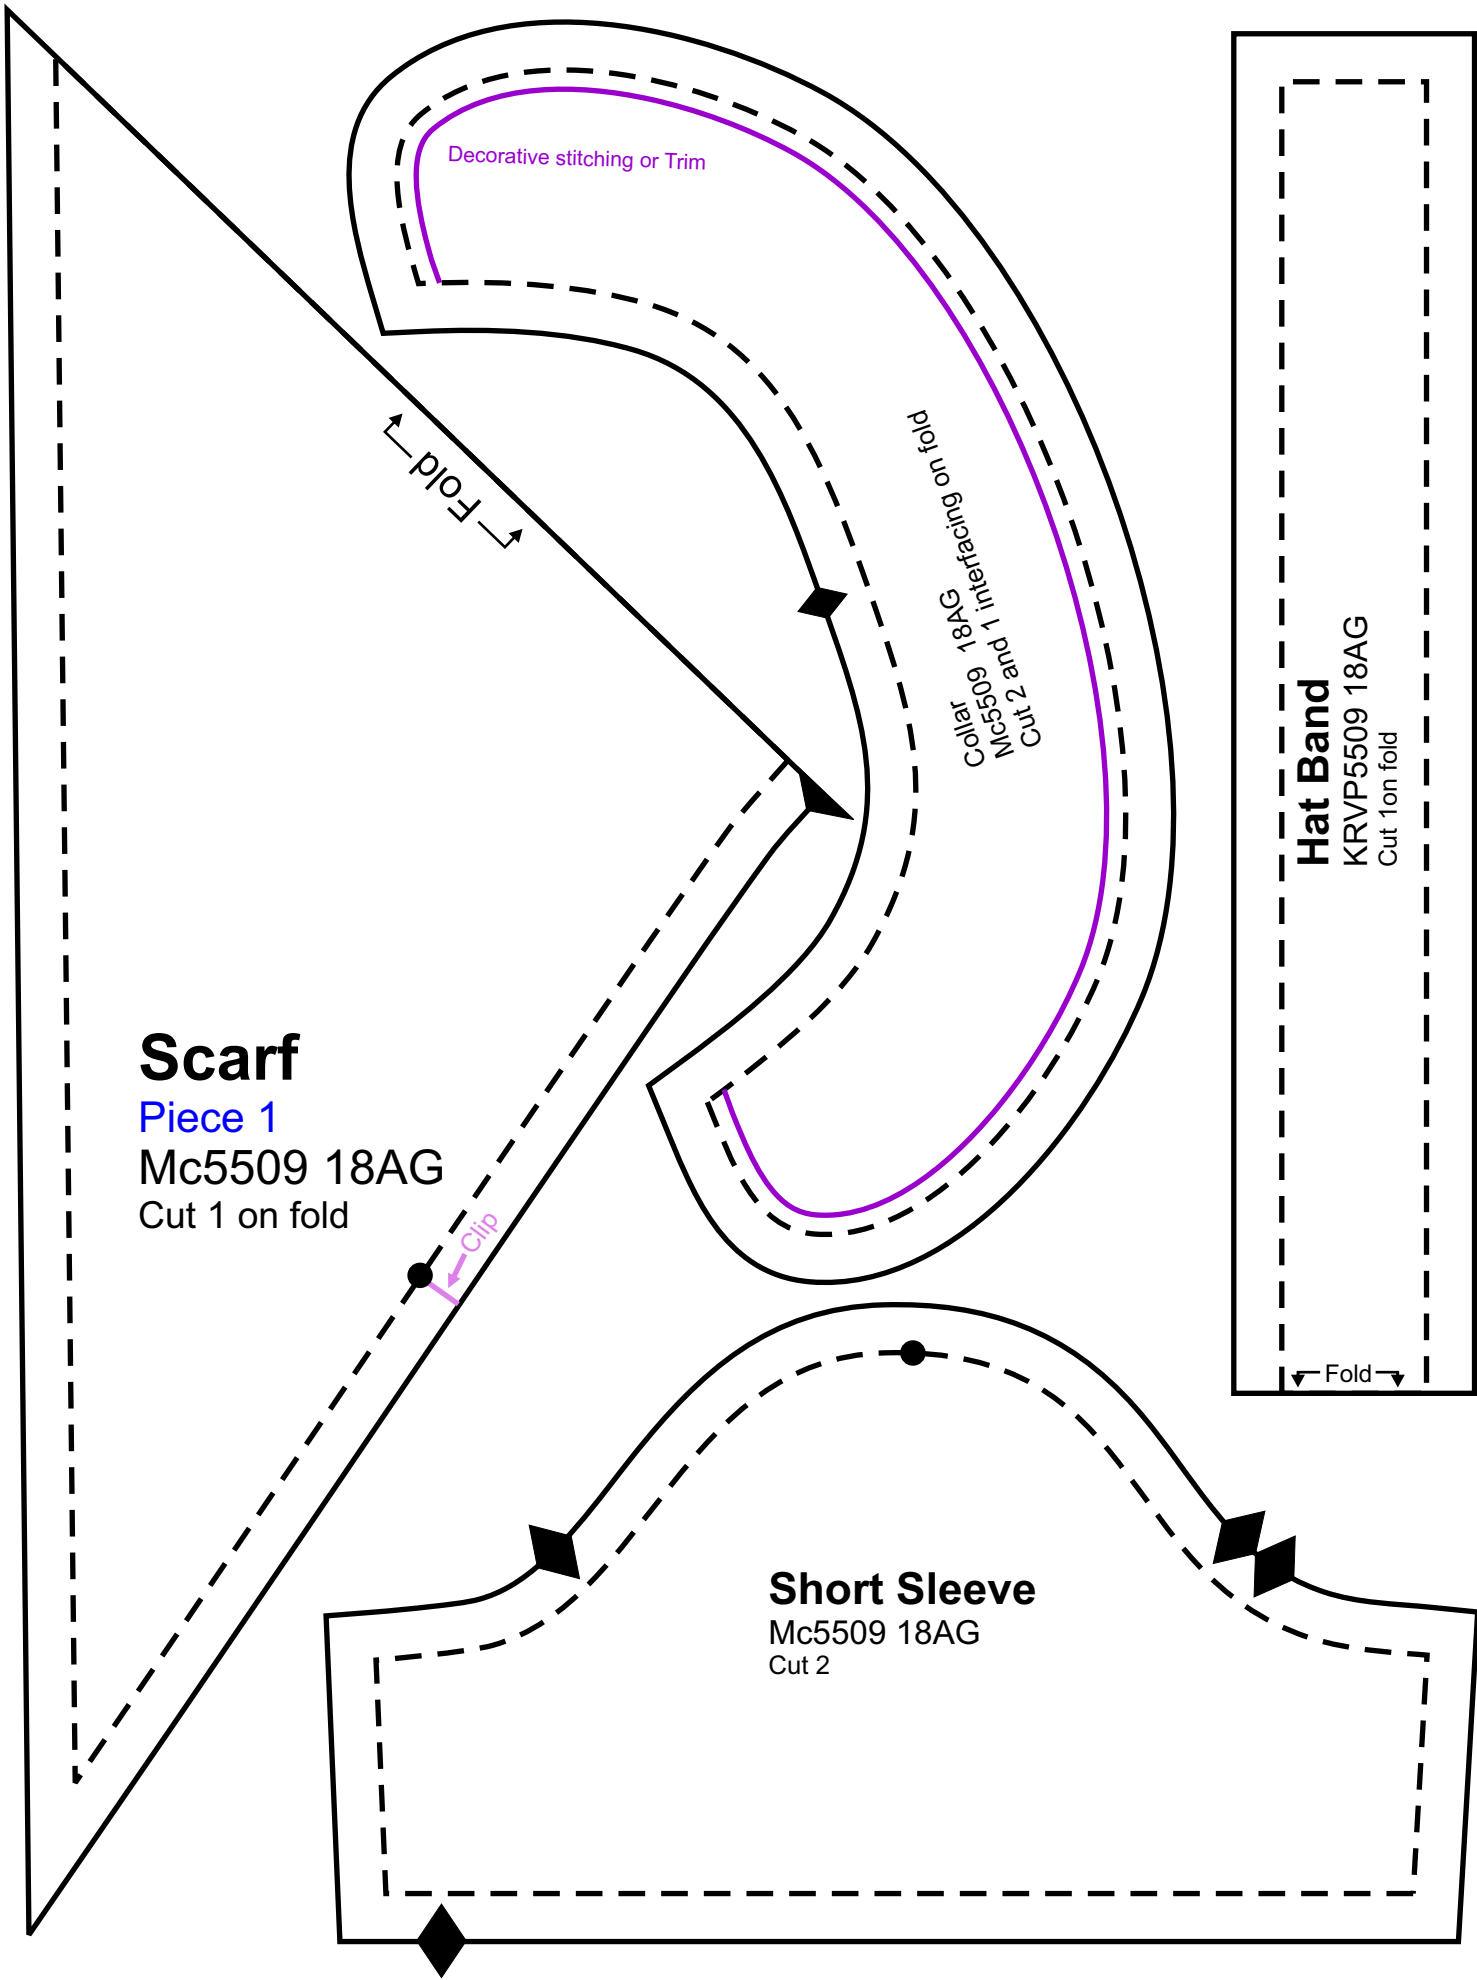 Decorative stitching or Trim
Fold
Collar
Mc5509  18AG
Cut 2 and 1 interfacing on fold
Hat Band
KRVP5509 18AG
Cut 1on fold
Fold
Scarf
Piece 1
Mc5509 18AG
Cut 1 on fold
Clip
Short Sleeve
Mc5509 18AG
Cut 2